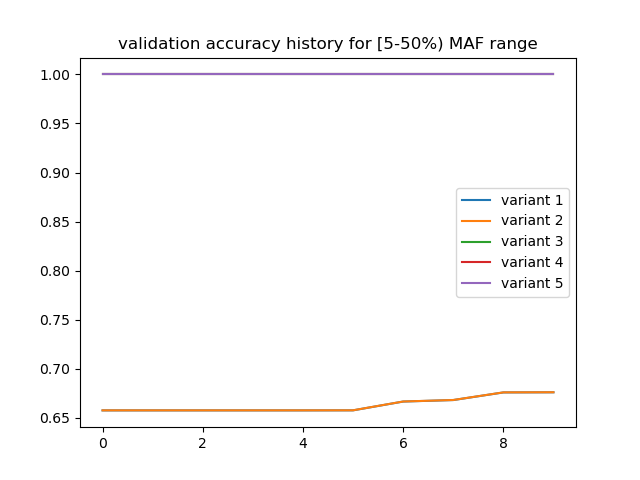 validation accuracy history for [5-50%) MAF range
1.00
0.95
0.90
0.85
0.80
0.75
0.70
0.65
variant 1
variant 2
variant 3
variant 4
variant 5
0 2 4 6 8